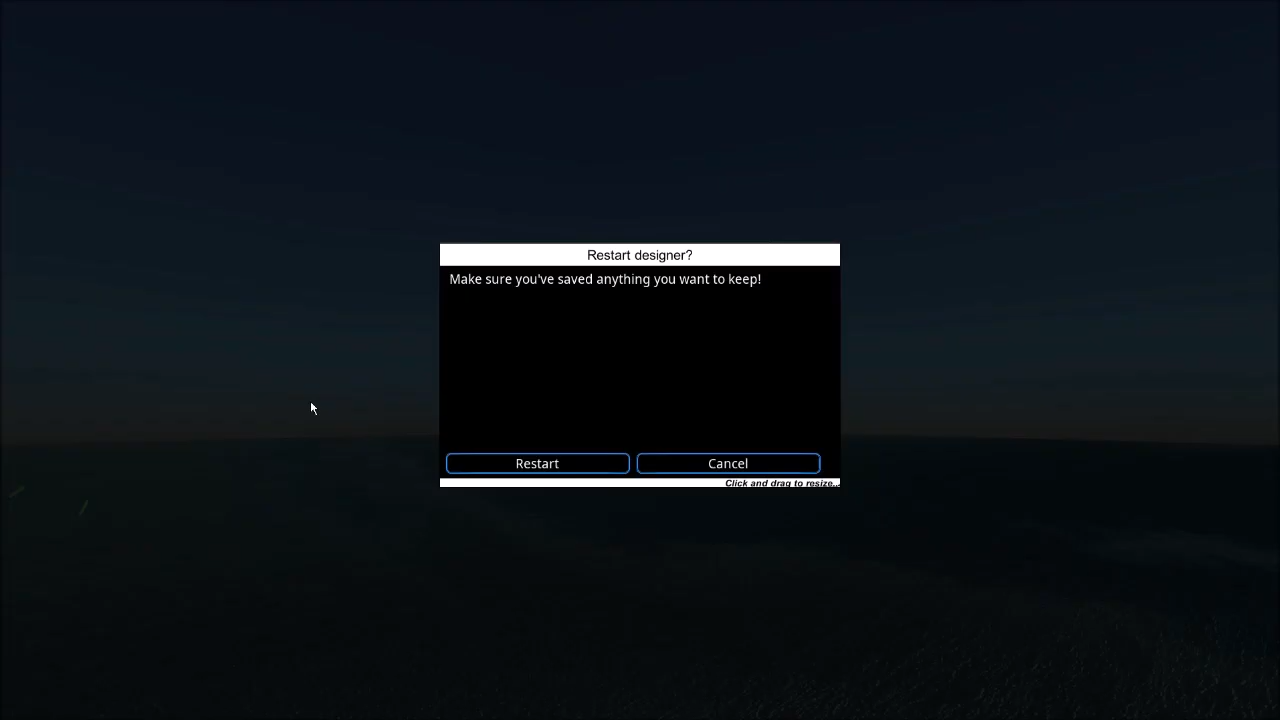 Restart designer?
Make sure you've saved anything you want to keep!
Restart
Cancel
Click and drag to resize...